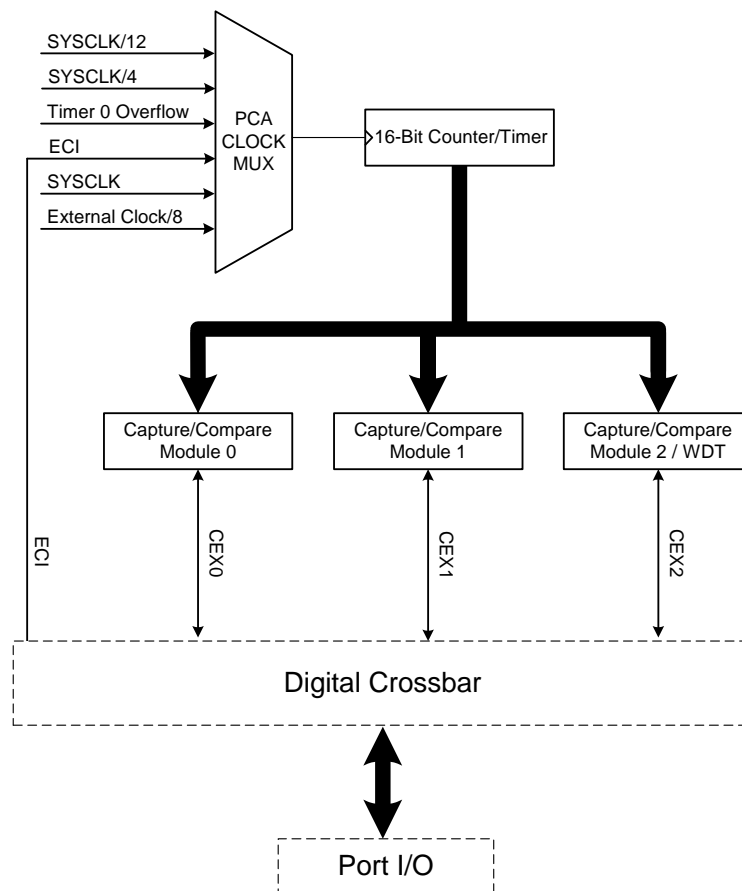 SYSCLK/12
SYSCLK/4
Timer 0 Overflow
ECI
SYSCLK
External Clock/8
PCA
CLOCK
MUX
16-Bit Counter/Timer
Capture/Compare
Module 0
Capture/Compare
Module 1
Capture/Compare
Module 2 / WDT
ECI
CEX0
CEX1
CEX2
Digital Crossbar
Port I/O